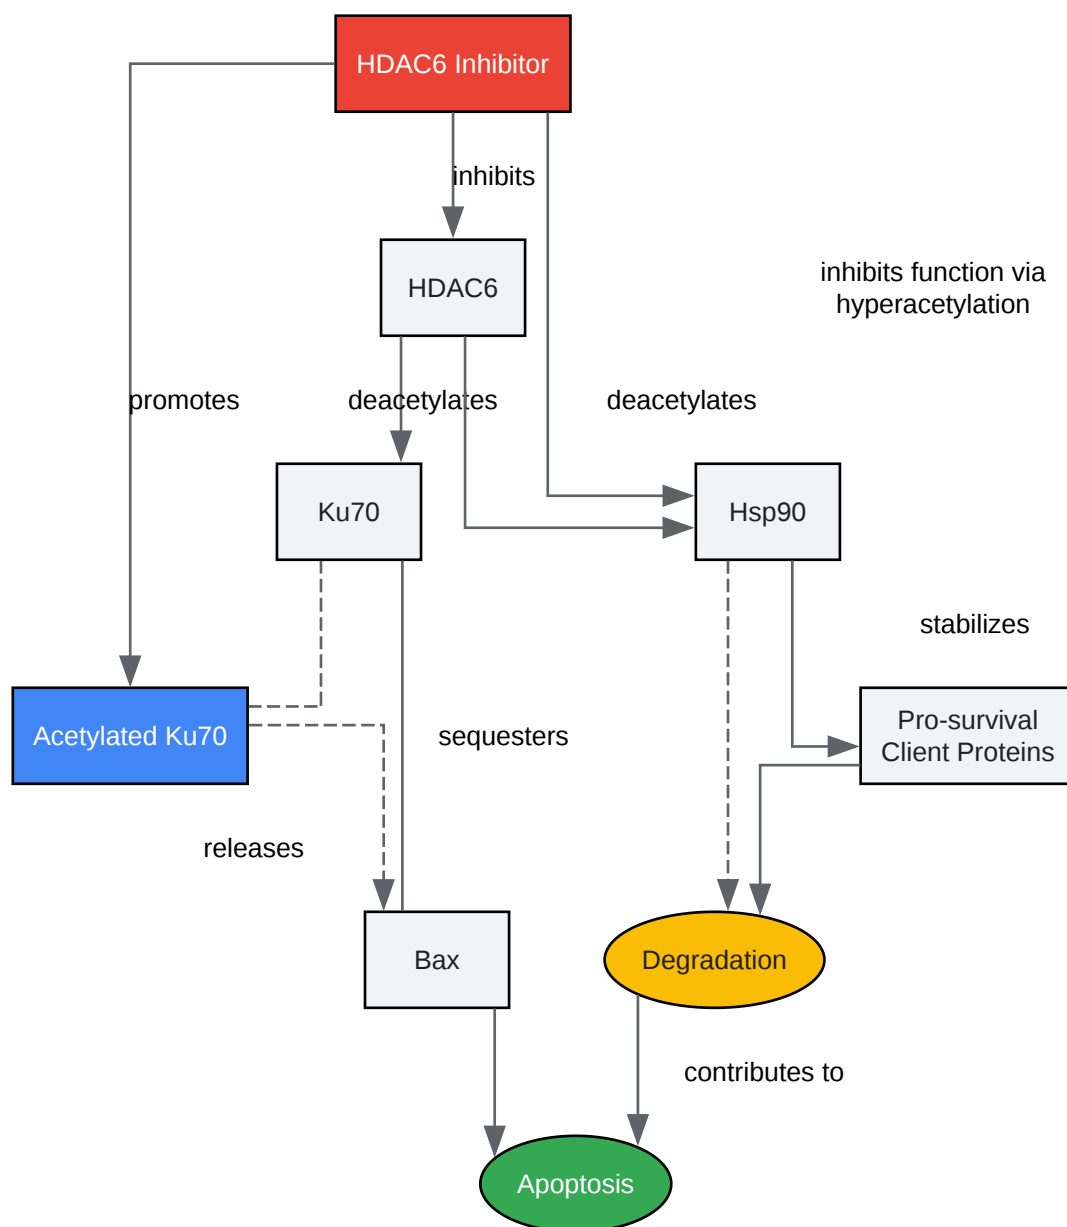 HDAC6 Inhibitor
inhibits
HDAC6
inhibits function via
hyperacetylation
promotes
deacetylates
deacetylates
Ku70
Hsp90
stabilizes
Acetylated Ku70
sequesters
Pro-survival
Client Proteins
releases
Bax
Degradation
contributes to
Apoptosis